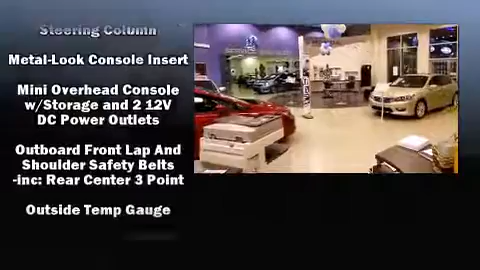 Steering Column
Metal-Look Console Insert
Mini Overhead Console
w/Storage and 2 12V
DC Power Outlets
Outboard Front Lap And
Shoulder Safety Belts
-inc: Rear Center 3 Point
Outside Temp Gauge